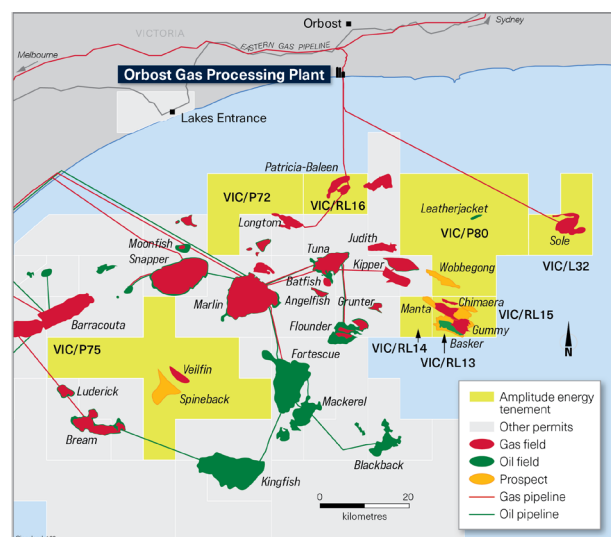 Orbost
Sydney
VICTORIA
EASTERN GAS PIPELINE
Melbourne
Orbost Gas Processing Plant
Lakes Entrance
Patricia-Baleen
VIC/P72
VIC/RL16
Leatherjacket
Longtom
VIC/P80
Sole
Moonfish
Snapper
Tuna
Judith
Kipper
Wobbegong
VIC/L32
Batfish
Marlin
Angelfish
Grunter
Manta
Chimaera
VIC/RL15
Barracouta
Flounder
Gummy
Basker
VIC/RL14
VIC/RL13
N
VIC/P75
Fortescue
Veilfin
Luderick
Spineback
Mackerel
Bream
Blackback
Kingfish
0
20
kilometres
Amplitude energy
tenement
Other permits
Gas field
Oil field
Prospect
Gas pipeline
Oil pipeline